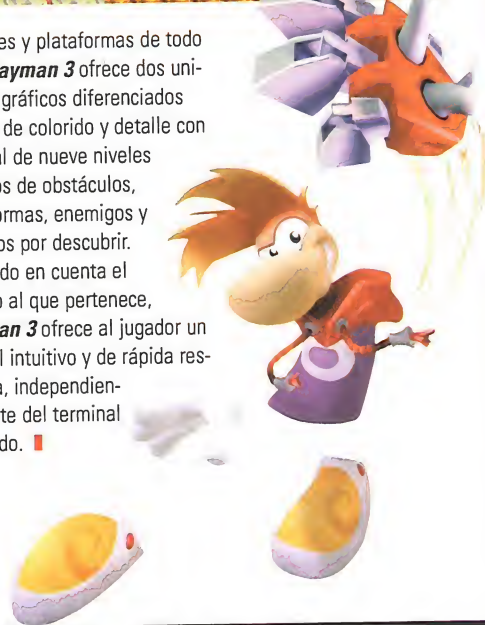 es y plataformas de todo
ayman 3 ofrece dos uni-
gráficos diferenciados
de colorido y detalle con
al de nueve niveles
os de obstáculos,
ormas, enemigos y
os por descubrir.
do en cuenta el
o al que pertenece,
an 3 ofrece al jugador un
l intuitivo y de rápida res-
a, independien-
te del terminal
do.